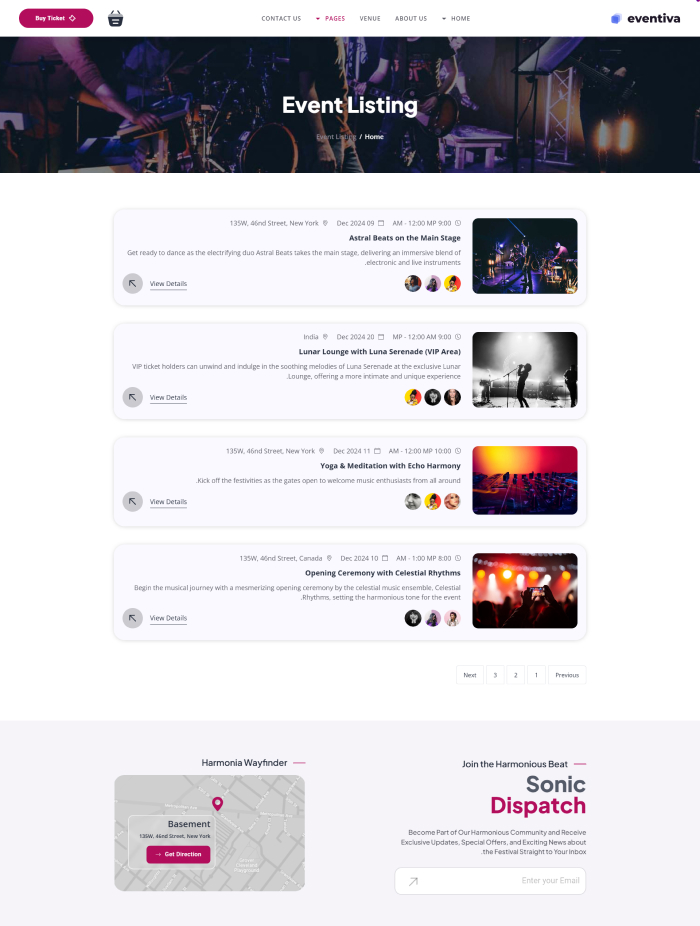 Buy Ticket
CONTACT US
PAGES
VENUE
ABOUT US
HOME
eventiva
Event Listing
Event Listing / Home
135W, 46nd Street, New York
Dec 2024 09
AM - 12:00 MP 9:00
Astral Beats on the Main Stage
Get ready to dance as the electrifying duo Astral Beats takes the main stage, delivering an immersive blend of
.electronic and live instruments
View Details
India
Dec 2024 20
MP - 12:00 AM 9:00
Lunar Lounge with Luna Serenade (VIP Area)
VIP ticket holders can unwind and indulge in the soothing melodies of Luna Serenade at the exclusive Lunar
.Lounge, offering a more intimate and unique experience
View Details
135W, 46nd Street, New York
Dec 2024 11
AM - 12:00 MP 10:00
Yoga & Meditation with Echo Harmony
.Kick off the festivities as the gates open to welcome music enthusiasts from all around
View Details
135W, 46nd Street, Canada
Dec 2024 10
AM - 1:00 MP 8:00
Opening Ceremony with Celestial Rhythms
Begin the musical journey with a mesmerizing opening ceremony by the celestial music ensemble, Celestial
.Rhythms, setting the harmonious tone for the event
View Details
Next
3
2
1
Previous
Harmonia Wayfinder
Basement
135W, 46nd Street, New York
Get Direction
Join the Harmonious Beat
Sonic
Dispatch
Become Part of Our Harmonious Community and Receive
Exclusive Updates, Special Offers, and Exciting News about
.the Festival Straight to Your Inbox
Enter your Email